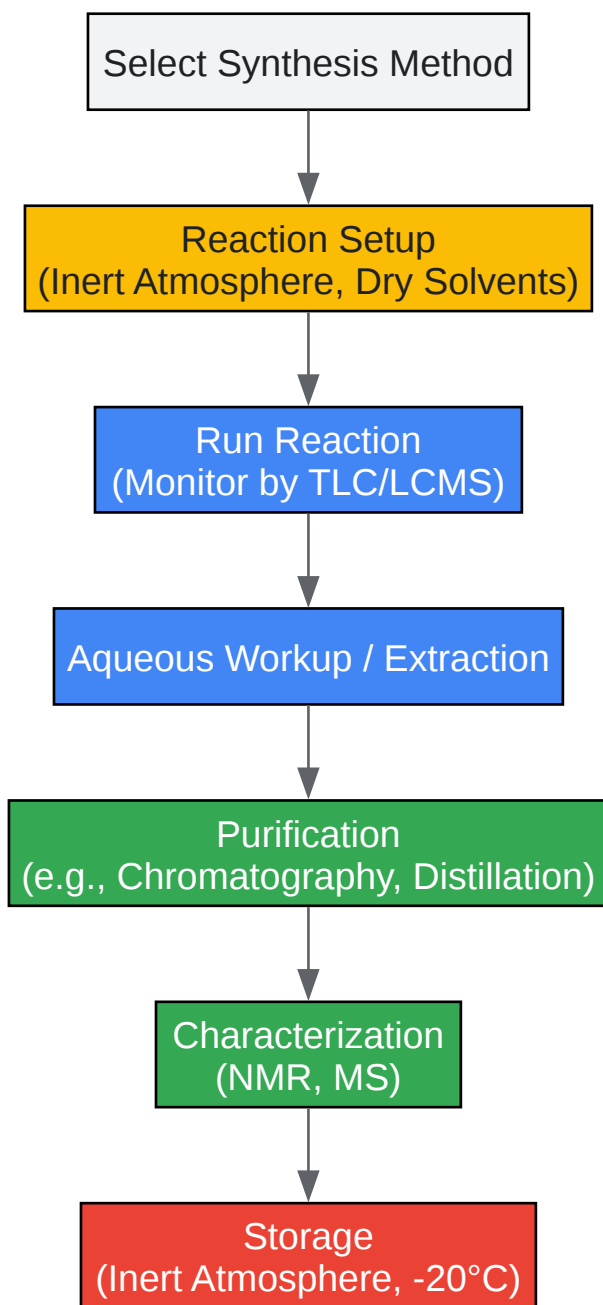 Select Synthesis Method
Reaction Setup
(Inert Atmosphere, Dry Solvents)
Run Reaction
(Monitor by TLC/LCMS)
Aqueous Workup / Extraction
Purification
(e.g., Chromatography, Distillation)
Characterization
(NMR, MS)
Storage
(Inert Atmosphere, -20°C)